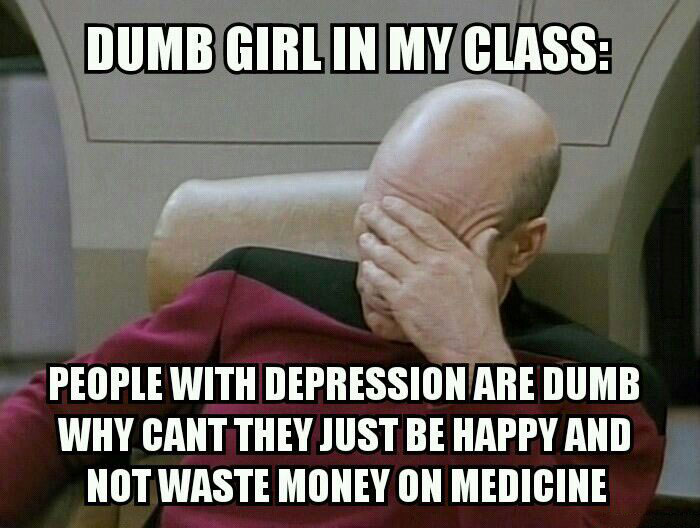 DUMB GIRL IN MY CLASS:
PEOPLE WITH DEPRESSION ARE DUMB
WHY CANT THEY JUST BE HAPPY AND
NOT WASTE MONEY ON MEDICINE